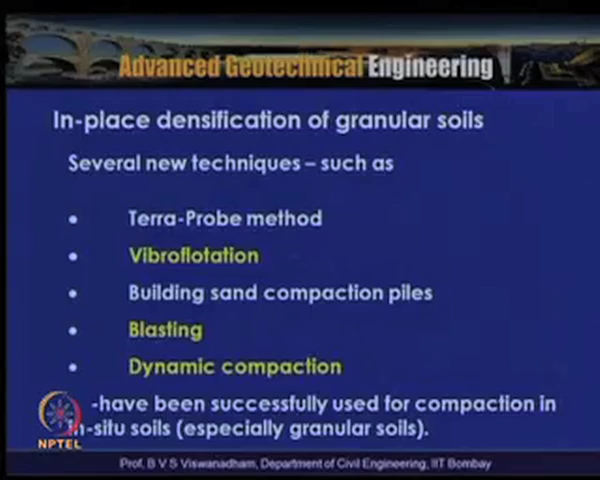 Advanced Geotechnical Engineering
In-place densification of granular soils
Several new techniques – such as
• Terra-Probe method
• Vibroflotation
• Building sand compaction piles
• Blasting
• Dynamic compaction
-have been successfully used for compaction in
in-situ soils (especially granular soils).
NPTEL
Prof. B V S Viswanadham, Department of Civil Engineering, IIT Bombay